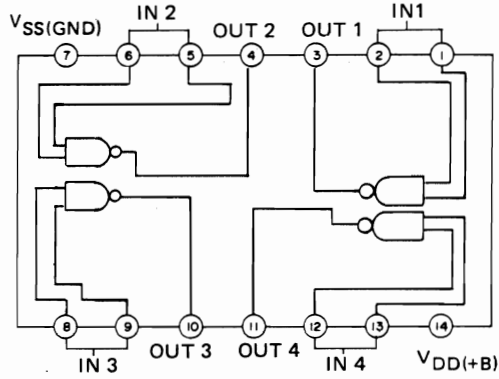 IN 2
IN1
VSS(GND)
OUT 2
OUT 1
7
6
5
4
3
2
1
8
9
10
11
12
13
14
IN 3
OUT 3
OUT 4
IN 4
VDD(+B)